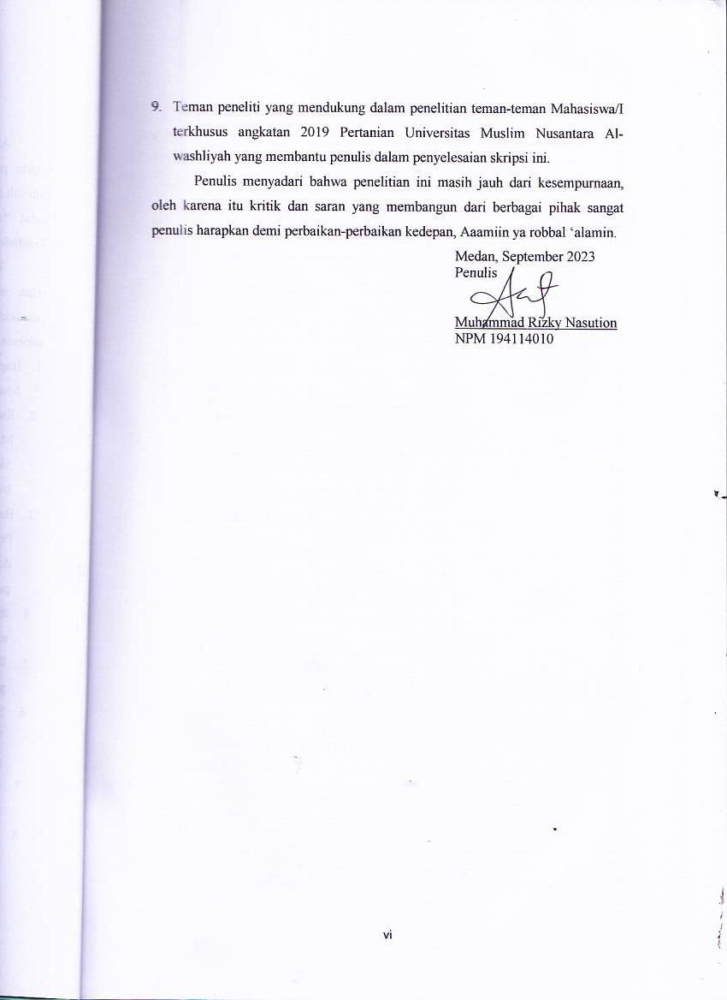 9. Teman peneliti yang mendukung dalam penelitian teman-teman Mahasiswa/I
terkhusus angkatan 2019 Pertanian Universitas Muslim Nusantara Al-
washliyah yang membantu penulis dalam penyelesaian skripsi ini.
Penulis menyadari bahwa penelitian ini masih jauh dari kesempurnaan,
oleh karena itu kritik dan saran yang membangun dari berbagai pihak sangat
penulis harapkan demi perbaikan-perbaikan kedepan, Aaamiin ya robbal ‘alamin.
Medan, September 2023
Penulis
Muhammad Rizky Nasution
NPM 194114010
vi